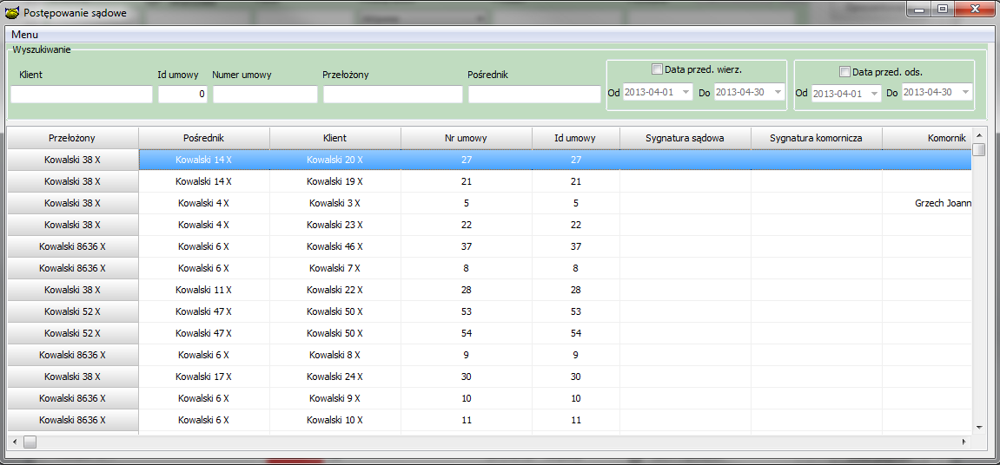 Postępowanie sądowe
Menu
Wyszukiwanie
Klient Id umowy Numer umowy Przełożony Pośrednik Data przed. wierz. Data przed. ods.
0 Od 2013-04-01 Do 2013-04-30 Od 2013-04-01 Do 2013-04-30
Przełożony Pośrednik Klient Nr umowy Id umowy Sygnatura sądowa Sygnatura komornicza Komornik
Kowalski 38 X Kowalski 14 X Kowalski 20 X 27 27
Kowalski 38 X Kowalski 14 X Kowalski 19 X 21 21
Kowalski 38 X Kowalski 4 X Kowalski 3 X 5 5 Grzech Joann
Kowalski 38 X Kowalski 4 X Kowalski 23 X 22 22
Kowalski 8636 X Kowalski 6 X Kowalski 46 X 37 37
Kowalski 8636 X Kowalski 6 X Kowalski 7 X 8 8
Kowalski 38 X Kowalski 11 X Kowalski 22 X 28 28
Kowalski 52 X Kowalski 47 X Kowalski 50 X 53 53
Kowalski 52 X Kowalski 47 X Kowalski 50 X 54 54
Kowalski 8636 X Kowalski 6 X Kowalski 8 X 9 9
Kowalski 38 X Kowalski 17 X Kowalski 24 X 30 30
Kowalski 8636 X Kowalski 6 X Kowalski 9 X 10 10
Kowalski 8636 X Kowalski 6 X Kowalski 10 X 11 11